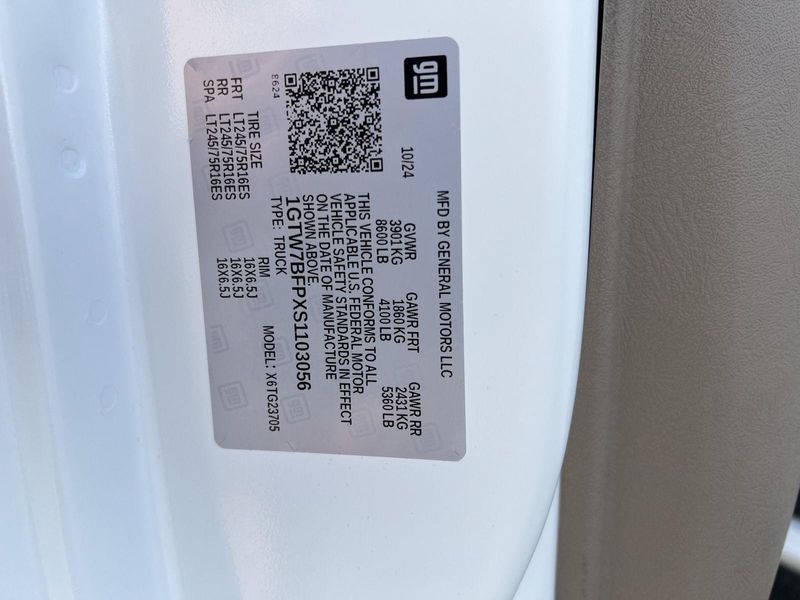 gm
MFD BY GENERAL MOTORS LLC
10/24 GVWR GAWR FRT GAWR RR
3901 KG 1860 KG 2431 KG
8600 LB 4100 LB 5360 LB
THIS VEHICLE CONFORMS TO ALL
APPLICABLE U.S. FEDERAL MOTOR
VEHICLE SAFETY STANDARDS IN EFFECT
ON THE DATE OF MANUFACTURE
SHOWN ABOVE.
1GTW7BFPXS1103056
TYPE: TRUCK MODEL: X6TG23705
8624
TIRE SIZE RIM
FRT LT245/75R16ES 16X6.5J
RR LT245/75R16ES 16X6.5J
SPA LT245/75R16ES 16X6.5J